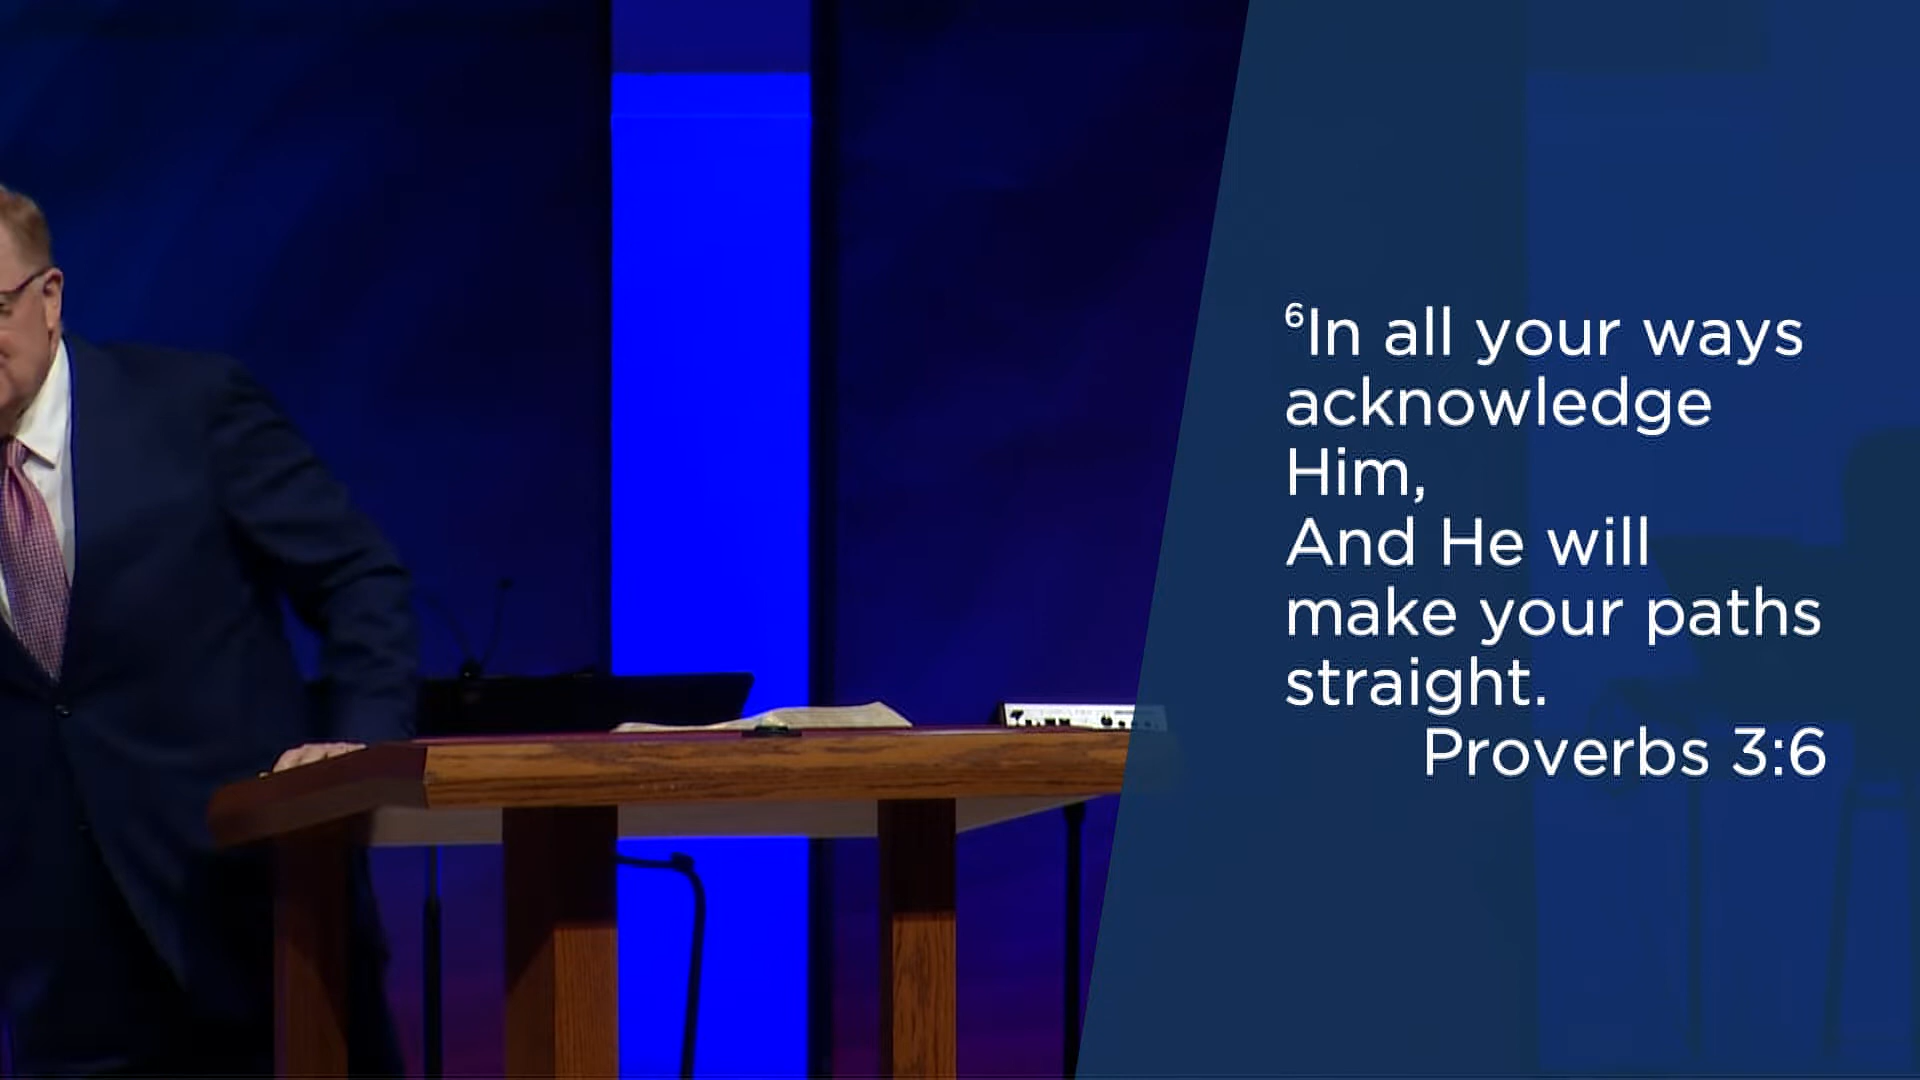 ⁶In all your ways
acknowledge
Him,
And He will
make your paths
straight.
Proverbs 3:6